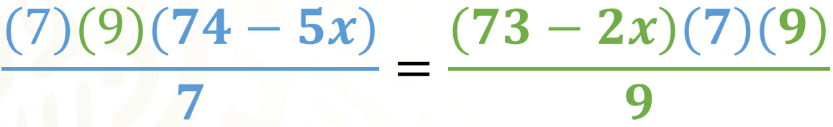 (7)(9)(74 − 5x)/7 = (73 − 2x)(7)(9)/9